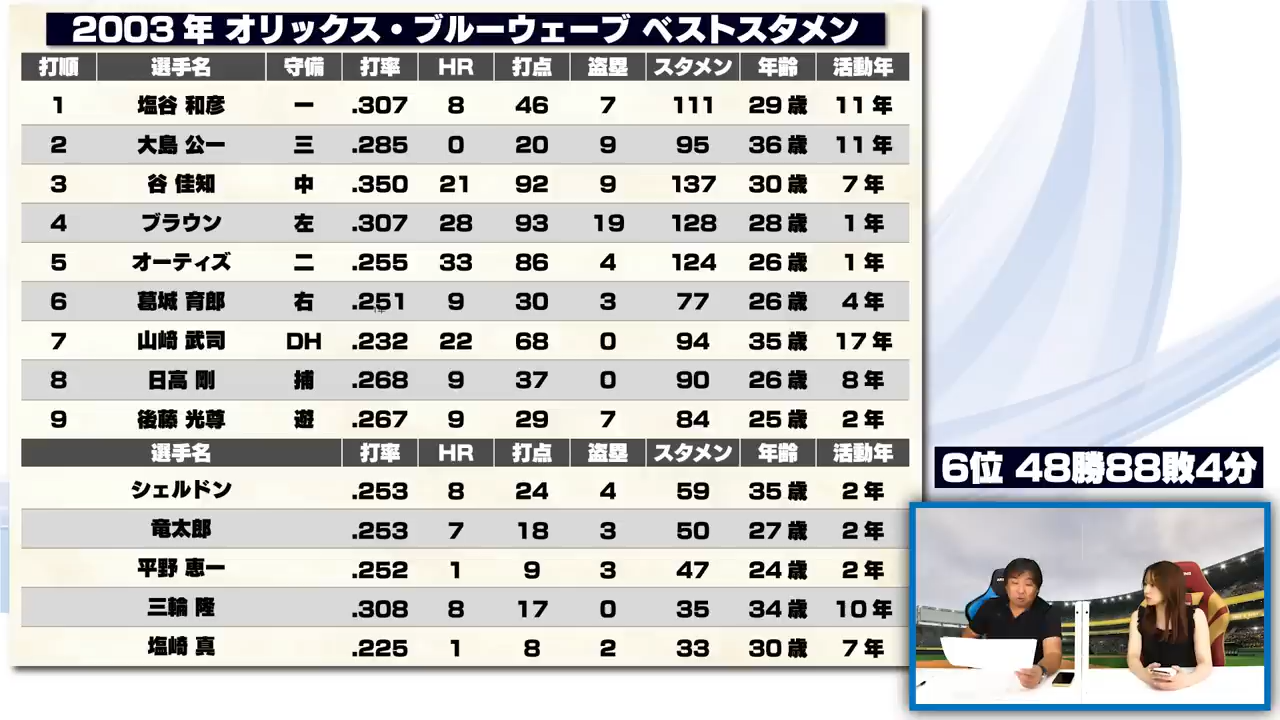 2003年 オリックス・ブルーウェーブ ベストスタメン
打順 選手名 守備 打率 HR 打点 盗塁 スタメン 年齢 活動年
1 塩谷 和彦 一 .307 8 46 7 111 29歳 11年
2 大島 公一 三 .285 0 20 9 95 36歳 11年
3 谷 佳知 中 .350 21 92 9 137 30歳 7年
4 ブラウン 左 .307 28 93 19 128 28歳 1年
5 オーティズ 二 .255 33 86 4 124 26歳 1年
6 葛城 育郎 右 .251 9 30 3 77 26歳 4年
7 山﨑 武司 DH .232 22 68 0 94 35歳 17年
8 日高 剛 捕 .268 9 37 0 90 26歳 8年
9 後藤 光尊 遊 .267 9 29 7 84 25歳 2年
選手名 打率 HR 打点 盗塁 スタメン 年齢 活動年
シェルドン .253 8 24 4 59 35歳 2年
竜太郎 .253 7 18 3 50 27歳 2年
平野 恵一 .252 1 9 3 47 24歳 2年
三輪 隆 .308 8 17 0 35 34歳 10年
塩崎 真 .225 1 8 2 33 30歳 7年
6位 48勝88敗4分